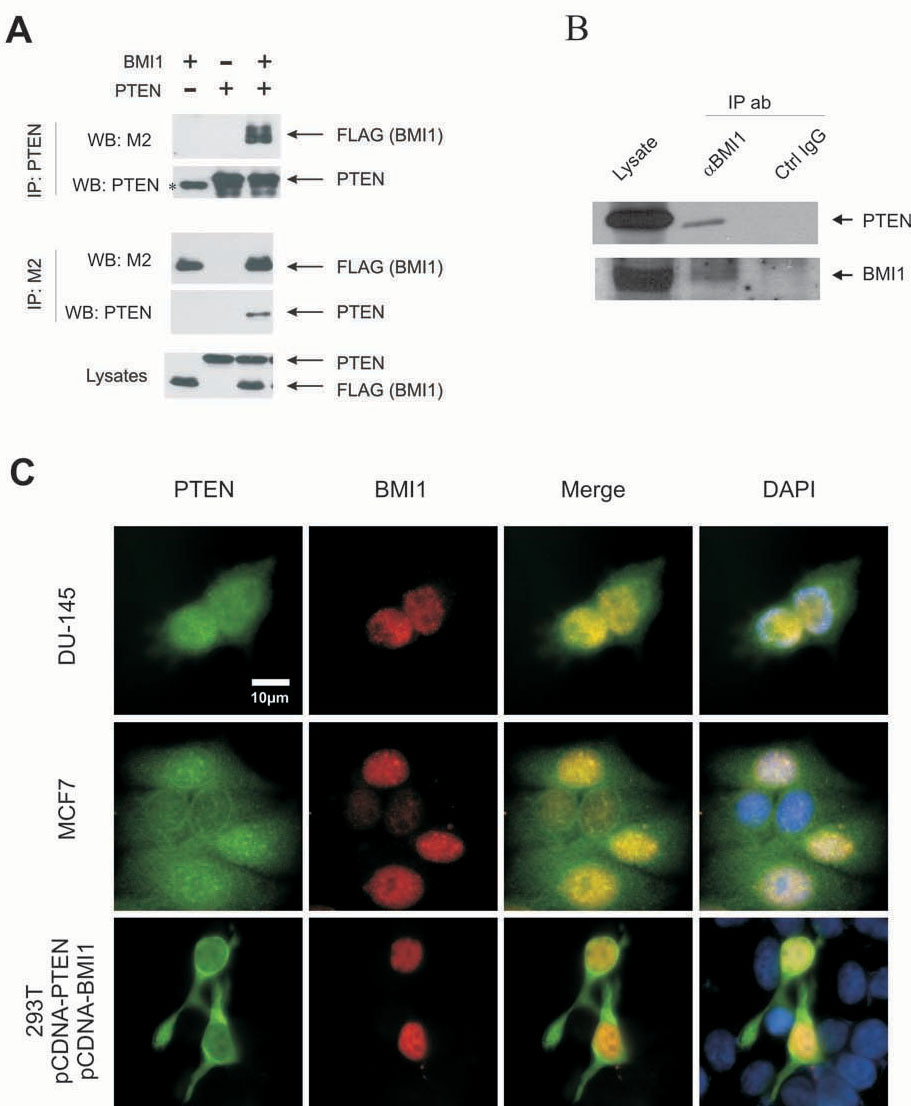 A
BMI1 + - +
PTEN - + +
IP: PTEN
WB: M2
FLAG (BMI1)
WB: PTEN
*
PTEN
IP: M2
WB: M2
FLAG (BMI1)
WB: PTEN
PTEN
Lysates
PTEN
FLAG (BMI1)
B
IP ab
Lysate
αBMI1
Ctrl IgG
PTEN
BMI1
C
PTEN BMI1 Merge DAPI
DU-145
10μm
MCF7
293T
pCDNA-PTEN
pCDNA-BMI1